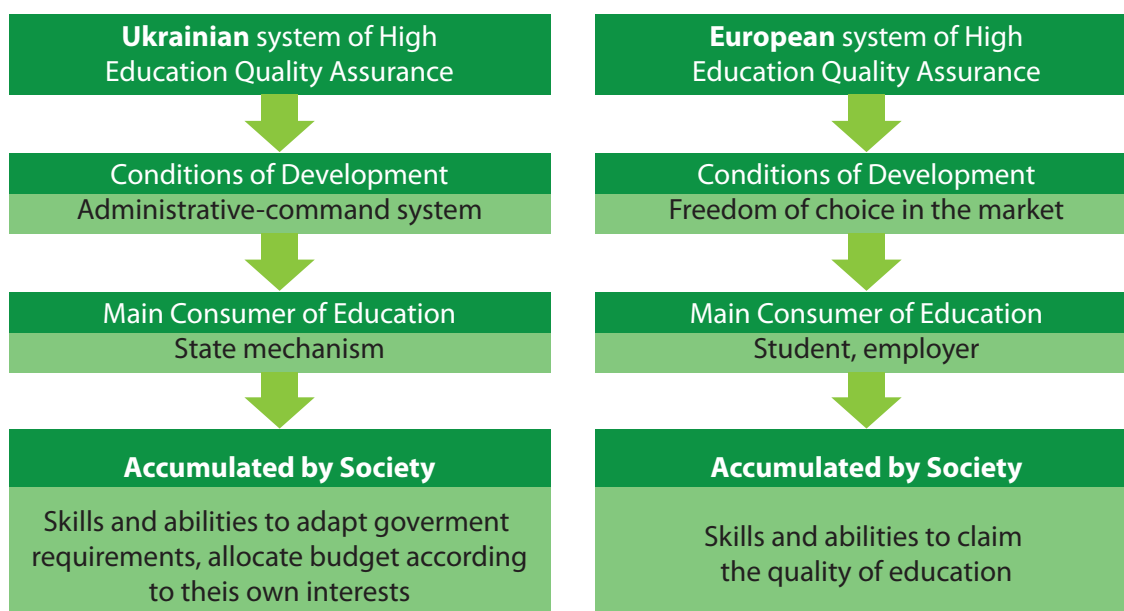 Ukrainian system of High
Education Quality Assurance
Conditions of Development
Administrative-command system
Main Consumer of Education
State mechanism
Accumulated by Society
Skills and abilities to adapt goverment
requirements, allocate budget according
to theis own interests
European system of High
Education Quality Assurance
Conditions of Development
Freedom of choice in the market
Main Consumer of Education
Student, employer
Accumulated by Society
Skills and abilities to claim
the quality of education